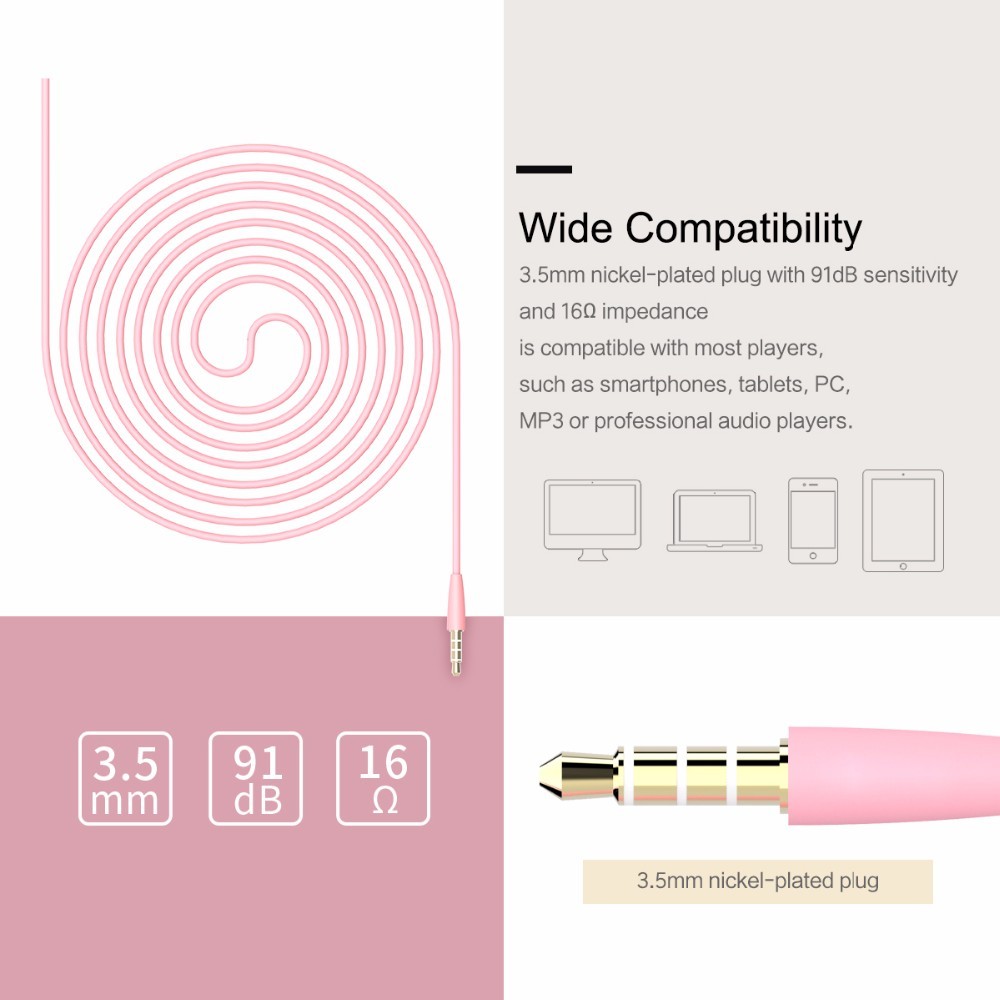 Wide Compatibility
3.5mm nickel-plated plug with 91dB sensitivity
and 16Ω impedance
is compatible with most players,
such as smartphones, tablets, PC,
MP3 or professional audio players.
3.5
mm
91
dB
16
Ω
3.5mm nickel-plated plug